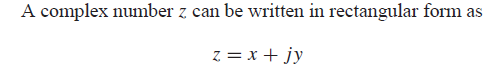 A complex number z can be written in rectangular form as
z = x + jy